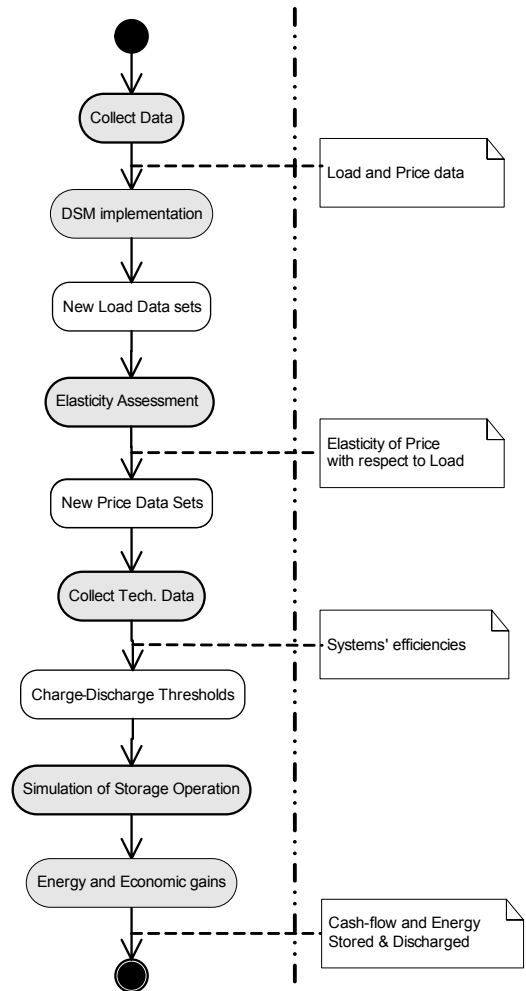 Collect Data
Load and Price data
DSM implementation
New Load Data sets
Elasticity Assessment
Elasticity of Price
with respect to Load
New Price Data Sets
Collect Tech. Data
Systems' efficiencies
Charge-Discharge Thresholds
Simulation of Storage Operation
Energy and Economic gains
Cash-flow and Energy
Stored & Discharged